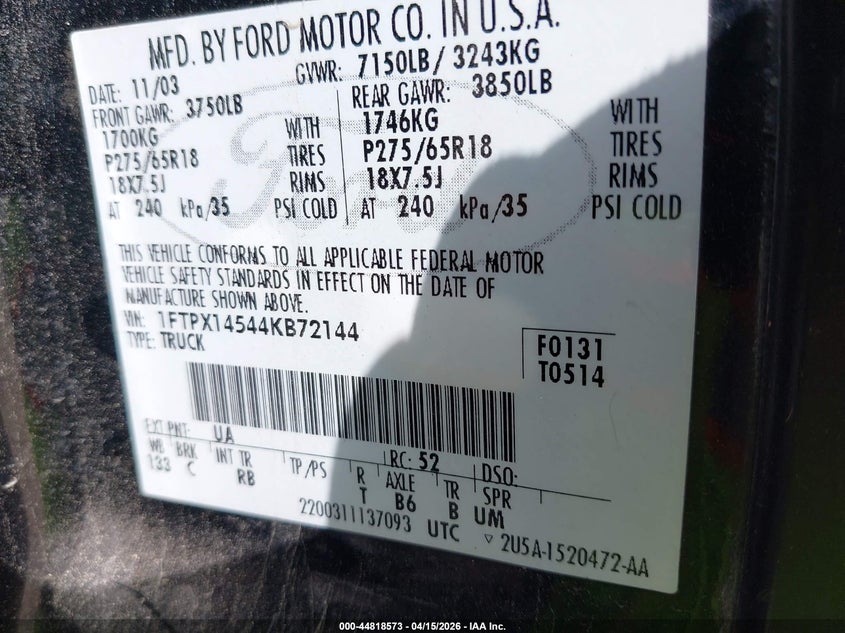 MFD. BY FORD MOTOR CO. IN U.S.A.
DATE: 11/03 GVWR: 7150LB/ 3243KG
FRONT GAWR: 3750LB REAR GAWR: 3850LB
1700KG WITH 1746KG WITH
P275/65R18 TIRES P275/65R18 TIRES
18X7.5J RIMS 18X7.5J RIMS
AT 240 kPa/35 PSI COLD AT 240 kPa/35 PSI COLD
Ford
THIS VEHICLE CONFORMS TO ALL APPLICABLE FEDERAL MOTOR
VEHICLE SAFETY STANDARDS IN EFFECT ON THE DATE OF
MANUFACTURE SHOWN ABOVE.
VIN: 1FTPX14544KB72144
TYPE: TRUCK
F0131
T0514
EXT PNT: UA RC: 52 DSO:
WB BRK INT TR TP/PS R AXLE TR SPR
133 C RB T B6 B UM
2200311137093 UTC ▽ 2U5A-1520472-AA
000-44818573 - 04/15/2026 - IAA Inc.